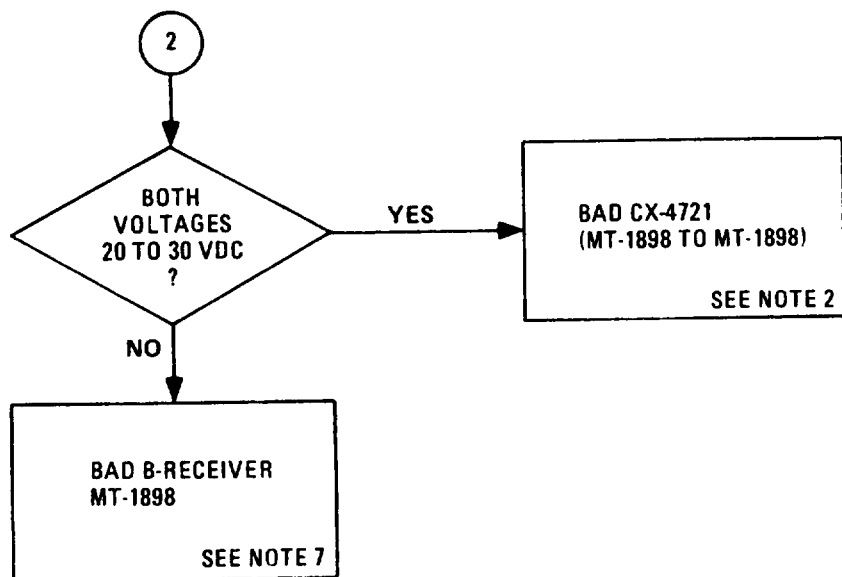 2
BOTH
VOLTAGES
20 TO 30 VDC
?
YES
BAD CX-4721
(MT-1898 TO MT-1898)
SEE NOTE 2
NO
BAD B-RECEIVER
MT-1898
SEE NOTE 7